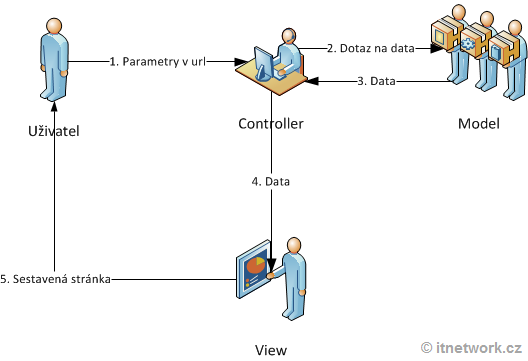 1. Parametry v url
2. Dotaz na data
3. Data
Uživatel
Controller
Model
4. Data
5. Sestavená stránka
View
© itnetwork.cz